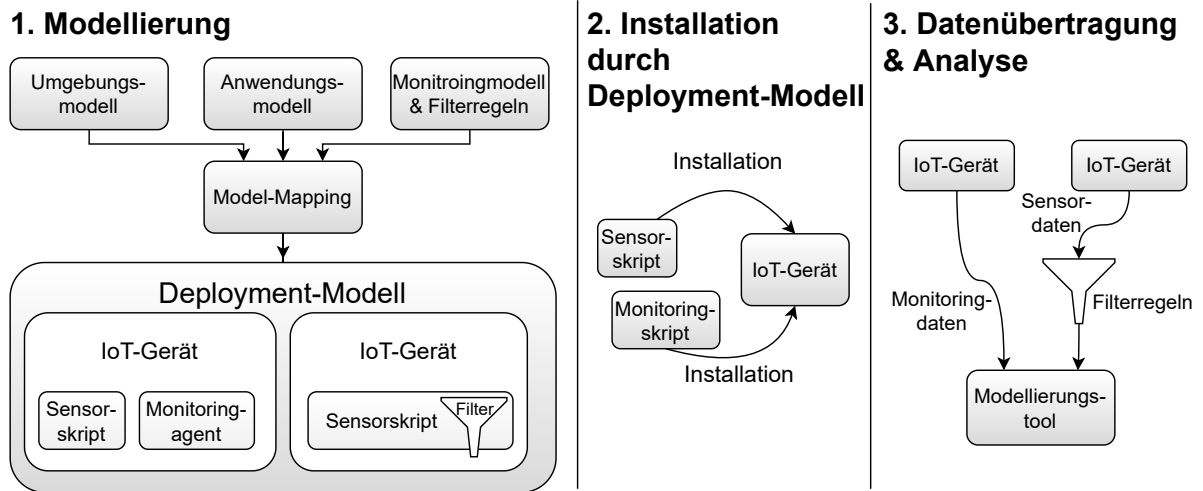 1. Modellierung
Umgebungs-
modell
Anwendungs-
modell
Monitroingmodell
& Filterregeln
Model-Mapping
Deployment-Modell
IoT-Gerät
Sensor-
skript
Monitoring-
agent
IoT-Gerät
Sensorskript
Filter
2. Installation
durch
Deployment-Modell
Installation
Sensor-
skript
IoT-Gerät
Monitoring-
skript
Installation
3. Datenübertragung
& Analyse
IoT-Gerät
IoT-Gerät
Sensor-
daten
Monitoring-
daten
Filterregeln
Modellierungs-
tool